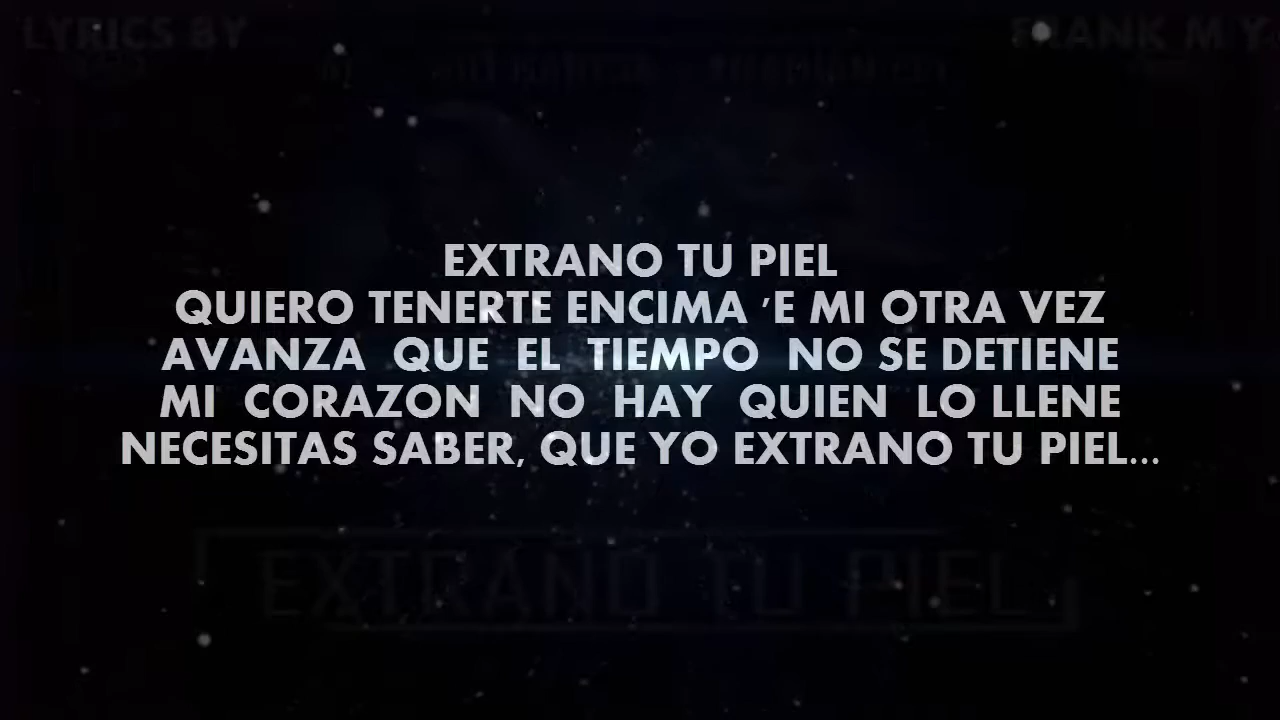 LYRICS BY
FRANK M.Y.
EXTRANO TU PIEL
QUIERO TENERTE ENCIMA 'E MI OTRA VEZ
AVANZA QUE EL TIEMPO NO SE DETIENE
MI CORAZON NO HAY QUIEN LO LLENE
NECESITAS SABER, QUE YO EXTRANO TU PIEL...
EXTRANO TU PIEL